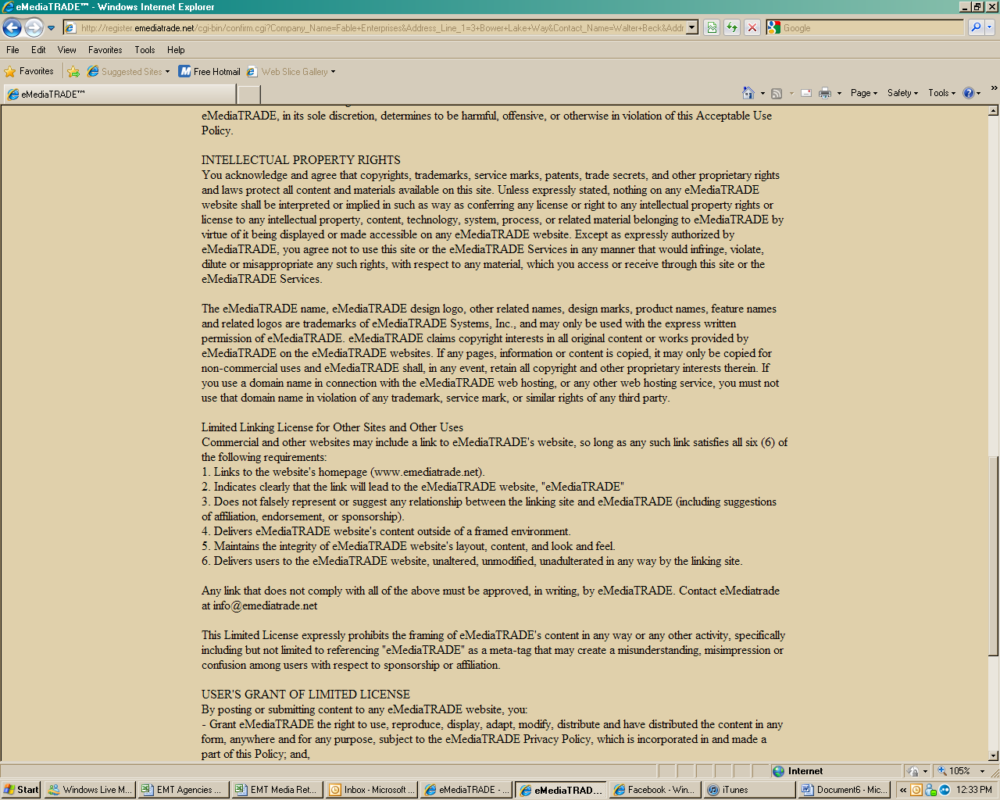 eMediaTRADE™ - Windows Internet Explorer
http://register.emediatrade.net/cgi-bin/confirm.cgi?Company_Name=Fable+Enterprises&Address_Line_1=3+Bower+Lake+Way&Contact_Name=Walter+Beck&Addr
Google
File Edit View Favorites Tools Help
Favorites Suggested Sites Free Hotmail Web Slice Gallery
eMediaTRADE™ Page Safety Tools
eMediaTRADE, in its sole discretion, determines to be harmful, offensive, or otherwise in violation of this Acceptable Use
Policy.
INTELLECTUAL PROPERTY RIGHTS
You acknowledge and agree that copyrights, trademarks, service marks, patents, trade secrets, and other proprietary rights
and laws protect all content and materials available on this site. Unless expressly stated, nothing on any eMediaTRADE
website shall be interpreted or implied in such as way as conferring any license or right to any intellectual property rights or
license to any intellectual property, content, technology, system, process, or related material belonging to eMediaTRADE by
virtue of it being displayed or made accessible on any eMediaTRADE website. Except as expressly authorized by
eMediaTRADE, you agree not to use this site or the eMediaTRADE Services in any manner that would infringe, violate,
dilute or misappropriate any such rights, with respect to any material, which you access or receive through this site or the
eMediaTRADE Services.
The eMediaTRADE name, eMediaTRADE design logo, other related names, design marks, product names, feature names
and related logos are trademarks of eMediaTRADE Systems, Inc., and may only be used with the express written
permission of eMediaTRADE. eMediaTRADE claims copyright interests in all original content or works provided by
eMediaTRADE on the eMediaTRADE websites. If any pages, information or content is copied, it may only be copied for
non-commercial uses and eMediaTRADE shall, in any event, retain all copyright and other proprietary interests therein. If
you use a domain name in connection with the eMediaTRADE web hosting, or any other web hosting service, you must not
use that domain name in violation of any trademark, service mark, or similar rights of any third party.
Limited Linking License for Other Sites and Other Uses
Commercial and other websites may include a link to eMediaTRADE's website, so long as any such link satisfies all six (6) of
the following requirements:
1. Links to the website's homepage (www.emediatrade.net).
2. Indicates clearly that the link will lead to the eMediaTRADE website, "eMediaTRADE"
3. Does not falsely represent or suggest any relationship between the linking site and eMediaTRADE (including suggestions
of affiliation, endorsement, or sponsorship).
4. Delivers eMediaTRADE website's content outside of a framed environment.
5. Maintains the integrity of eMediaTRADE website's layout, content, and look and feel.
6. Delivers users to the eMediaTRADE website, unaltered, unmodified, unadulterated in any way by the linking site.
Any link that does not comply with all of the above must be approved, in writing, by eMediaTRADE. Contact eMediatrade
at info@emediatrade.net
This Limited License expressly prohibits the framing of eMediaTRADE's content in any way or any other activity, specifically
including but not limited to referencing "eMediaTRADE" as a meta-tag that may create a misunderstanding, misimpression or
confusion among users with respect to sponsorship or affiliation.
USER'S GRANT OF LIMITED LICENSE
By posting or submitting content to any eMediaTRADE website, you:
- Grant eMediaTRADE the right to use, reproduce, display, adapt, modify, distribute and have distributed the content in any
form, anywhere and for any purpose, subject to the eMediaTRADE Privacy Policy, which is incorporated in and made a
part of this Policy; and,
Internet 105%
Start Windows Live M... EMT Agencies ... EMT Media Ret... Inbox - Microsoft ... eMediaTRADE - ... eMediaTRAD... Facebook - Win... iTunes Document6 - Mic... « 12:33 PM